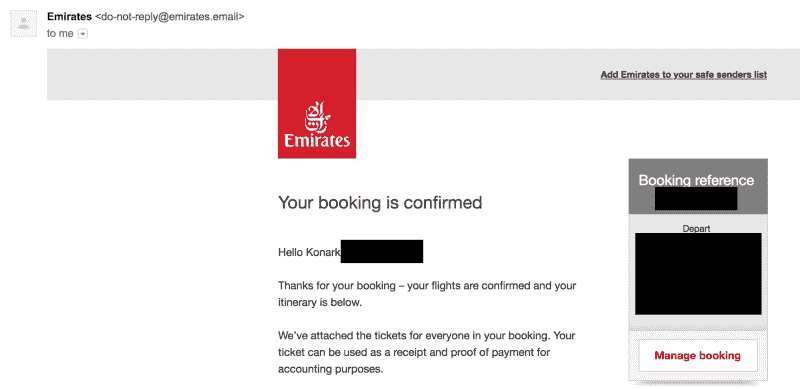 Emirates <do-not-reply@emirates.email>
to me
Add Emirates to your safe senders list
Emirates
Booking reference
Your booking is confirmed
Depart
Hello Konark
Thanks for your booking – your flights are confirmed and your
itinerary is below.
We've attached the tickets for everyone in your booking. Your
ticket can be used as a receipt and proof of payment for
accounting purposes.
Manage booking